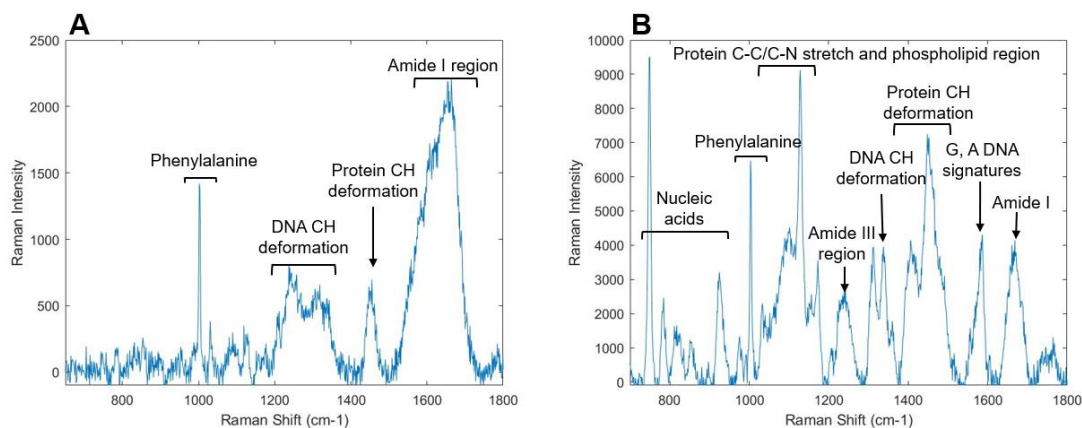 A
2500
2000
1500
1000
500
0
Raman Intensity
800 1000 1200 1400 1600 1800
Raman Shift (cm-1)
Phenylalanine
DNA CH
deformation
Protein CH
deformation
Amide I region
B
10000
9000
8000
7000
6000
5000
4000
3000
2000
1000
0
Raman Intensity
800 1000 1200 1400 1600 1800
Raman Shift (cm-1)
Protein C-C/C-N stretch and phospholipid region
Nucleic
acids
Phenylalanine
Amide III
region
DNA CH
deformation
Protein CH
deformation
G, A DNA
signatures
Amide I